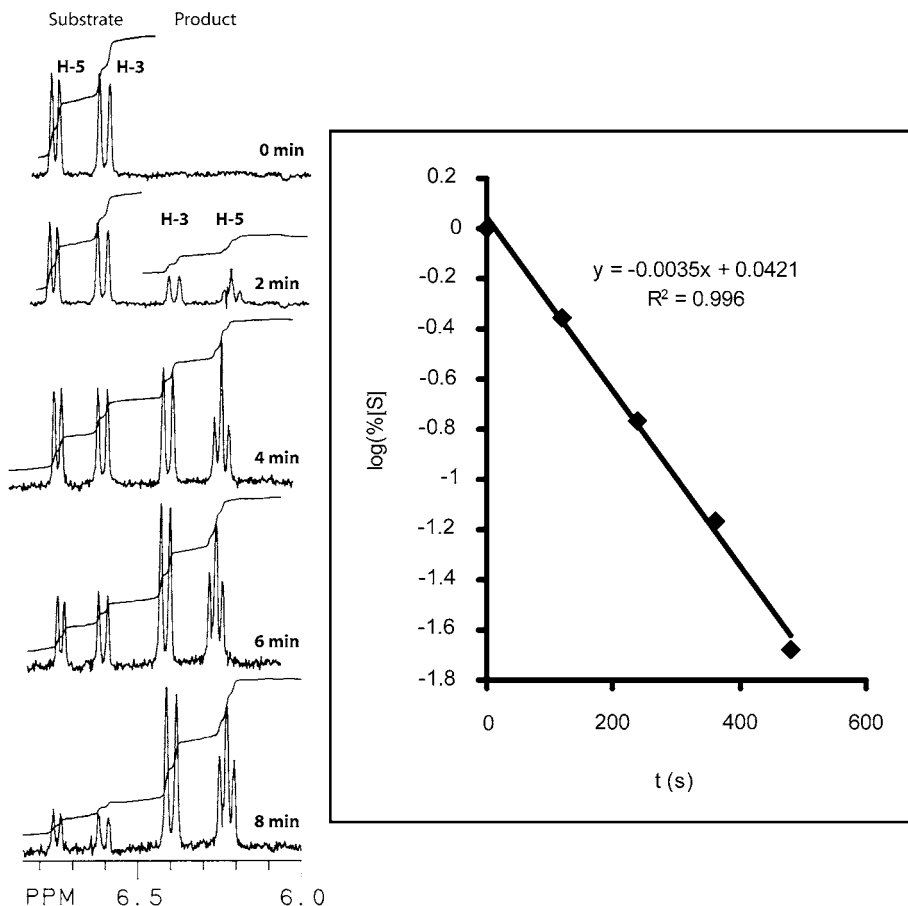 Substrate Product
H-5 H-3
0 min
H-3 H-5
2 min
4 min
6 min
8 min
PPM 6.5 6.0
0.2
0
-0.2
-0.4
-0.6
-0.8
-1
-1.2
-1.4
-1.6
-1.8
log(%[S]
y = -0.0035x + 0.0421
R² = 0.996
0 200 400 600
t (s)